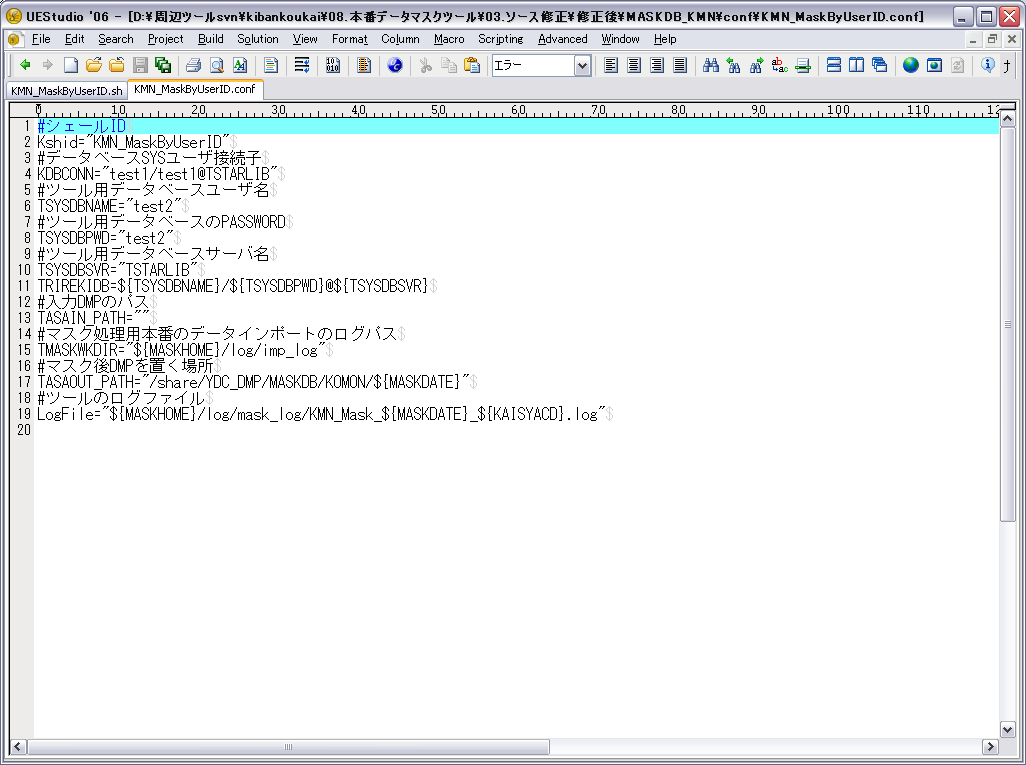 UEStudio '06 - [D:¥周辺ツールsvn¥kibankoukai¥08.本番データマスクツール¥03.ソース修正¥修正後¥MASKDB_KMN¥conf¥KMN_MaskByUserID.conf]
File Edit Search Project Build Solution View Format Column Macro Scripting Advanced Window Help
エラー
KMN_MaskByUserID.sh KMN_MaskByUserID.conf
0 10 20 30 40 50 60 70 80 90 100 110
1 #シェールID
2 Kshid="KMN_MaskByUserID"$
3 #データベースSYSユーザ接続子$
4 KDBCONN="test1/test1@TSTARLIB"$
5 #ツール用データベースユーザ名$
6 TSYSDBNAME="test2"$
7 #ツール用データベースのPASSWORD$
8 TSYSDBPWD="test2"$
9 #ツール用データベースサーバ名$
10 TSYSDBSVR="TSTARLIB"$
11 TRIREKIDB=${TSYSDBNAME}/${TSYSDBPWD}@${TSYSDBSVR}$
12 #入力DMPのパス$
13 TASAIN_PATH=""$
14 #マスク処理用本番のデータインポートのログパス$
15 TMASKWKDIR="${MASKHOME}/log/imp_log"$
16 #マスク後DMPを置く場所$
17 TASAOUT_PATH="/share/YDC_DMP/MASKDB/KOMON/${MASKDATE}"$
18 #ツールのログファイル$
19 LogFile="${MASKHOME}/log/mask_log/KMN_Mask_${MASKDATE}_${KAISYACD}.log"$
20